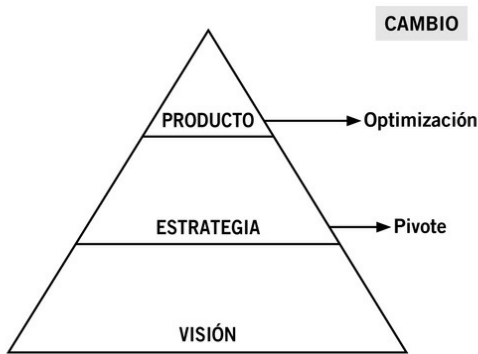 CAMBIO
PRODUCTO
Optimización
ESTRATEGIA
Pivote
VISIÓN